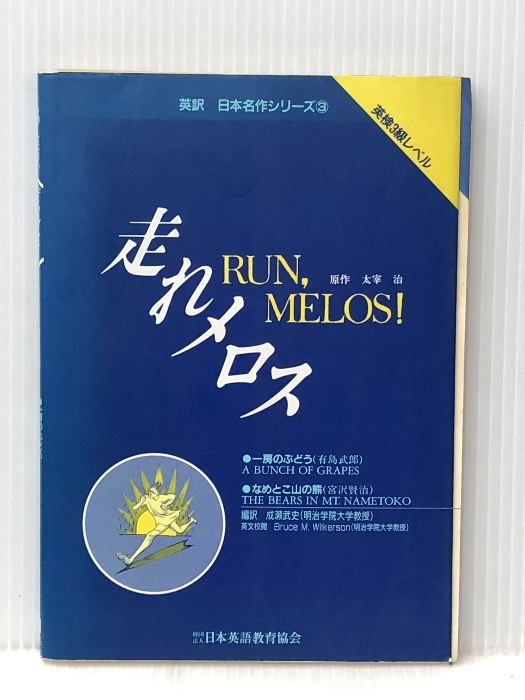 英訳 日本名作シリーズ③
英検3級レベル
走れメロス
RUN,
MELOS!
原作 太宰 治
●一房のぶどう(有島武郎)
A BUNCH OF GRAPES
●なめとこ山の熊(宮沢賢治)
THE BEARS IN MT. NAMETOKO
編訳 成瀬武史(明治学院大学教授)
英文校閲 Bruce M. Wilkerson(明治学院大学教授)
財団法人日本英語教育協会